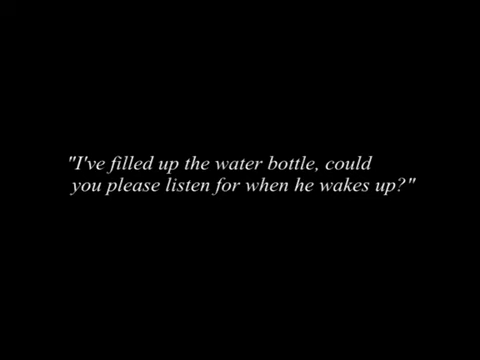 "I've filled up the water bottle, could
you please listen for when he wakes up?"